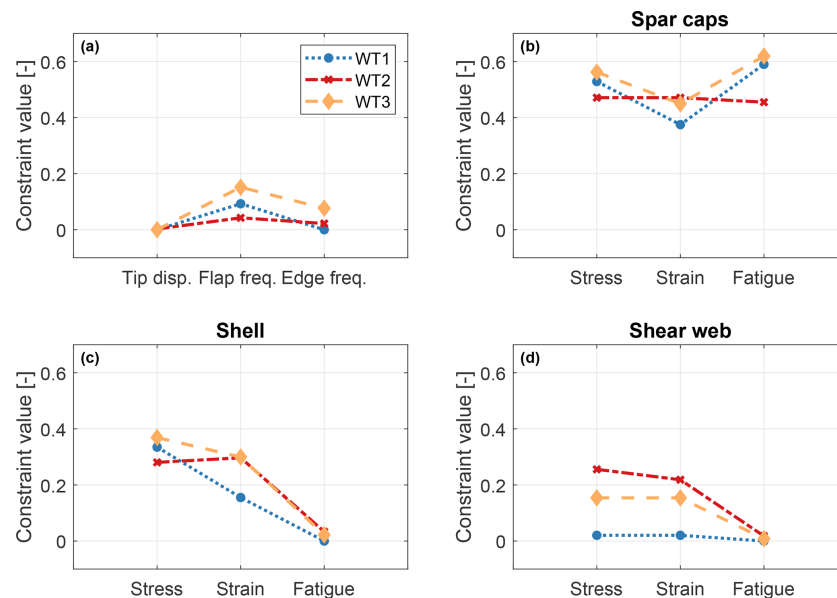 (a)
Constraint value [-]
0.6
0.4
0.2
0
WT1
WT2
WT3
Tip disp. Flap freq. Edge freq.
Spar caps
(b)
Constraint value [-]
0.6
0.4
0.2
0
Stress Strain Fatigue
Shell
(c)
Constraint value [-]
0.6
0.4
0.2
0
Stress Strain Fatigue
Shear web
(d)
Constraint value [-]
0.6
0.4
0.2
0
Stress Strain Fatigue